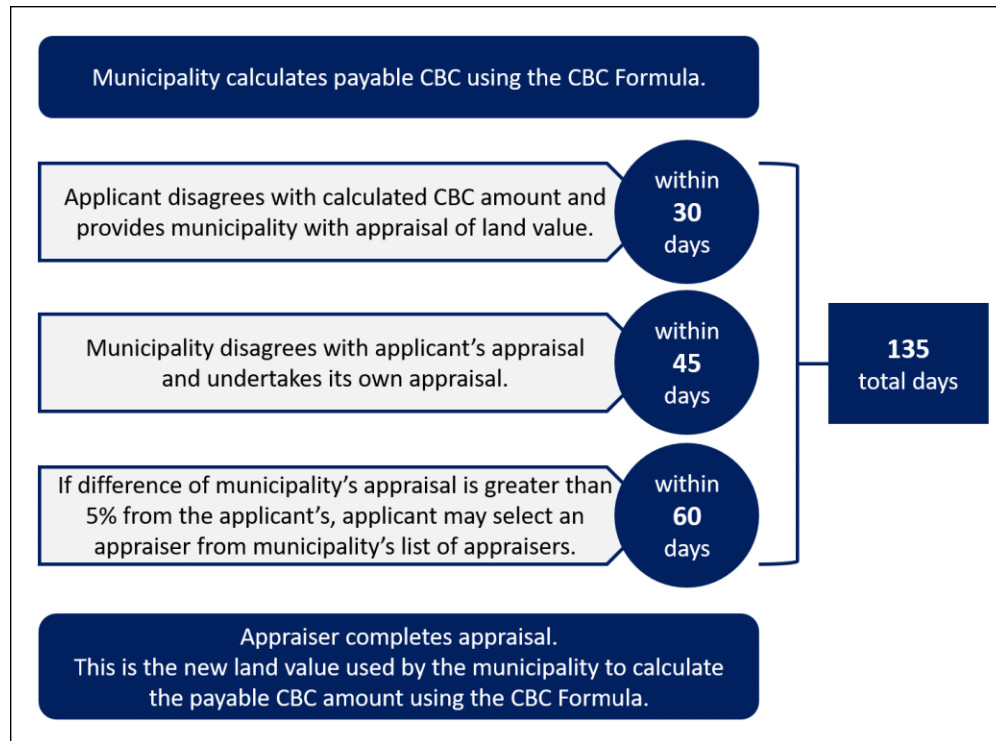 Municipality calculates payable CBC using the CBC Formula.
Applicant disagrees with calculated CBC amount and
provides municipality with appraisal of land value.
within
30
days
Municipality disagrees with applicant’s appraisal
and undertakes its own appraisal.
within
45
days
135
total days
If difference of municipality’s appraisal is greater than
5% from the applicant’s, applicant may select an
appraiser from municipality’s list of appraisers.
within
60
days
Appraiser completes appraisal.
This is the new land value used by the municipality to calculate
the payable CBC amount using the CBC Formula.